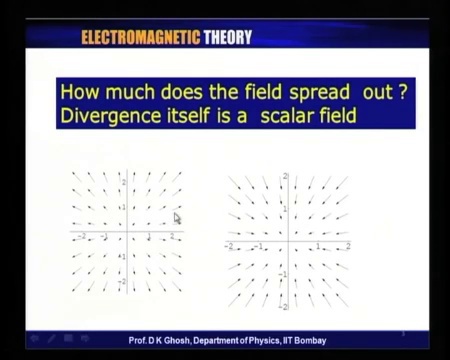 ELECTROMAGNETIC THEORY
How much does the field spread out ?
Divergence itself is a scalar field
2
1
-2 -1 1 2
-1
-2
2
1
-2 -1 1 2
-1
-2
Prof. D K Ghosh, Department of Physics, IIT Bombay